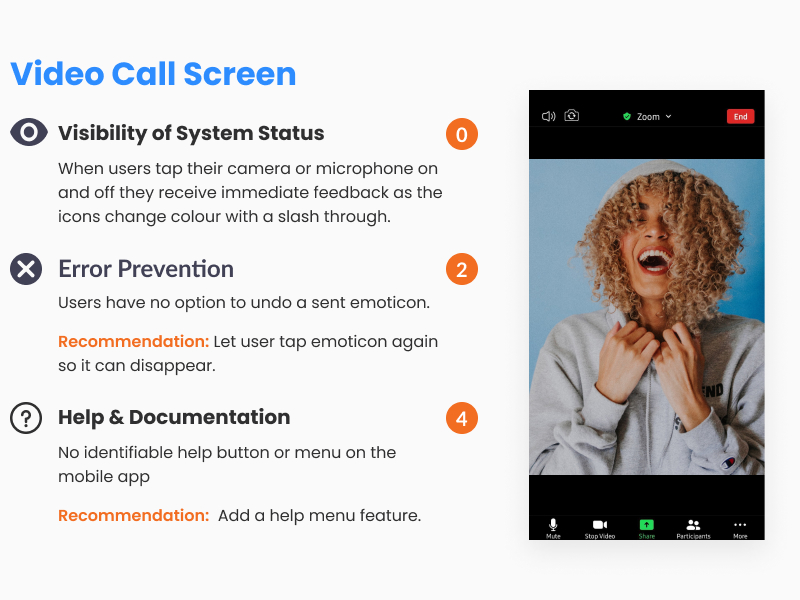 Video Call Screen
Visibility of System Status
0
When users tap their camera or microphone on
and off they receive immediate feedback as the
icons change colour with a slash through.
Error Prevention
2
Users have no option to undo a sent emoticon.
Recommendation: Let user tap emoticon again
so it can disappear.
?
Help & Documentation
4
No identifiable help button or menu on the
mobile app
Recommendation: Add a help menu feature.
Zoom
End
END
Mute
Stop Video
Share
Participants
More